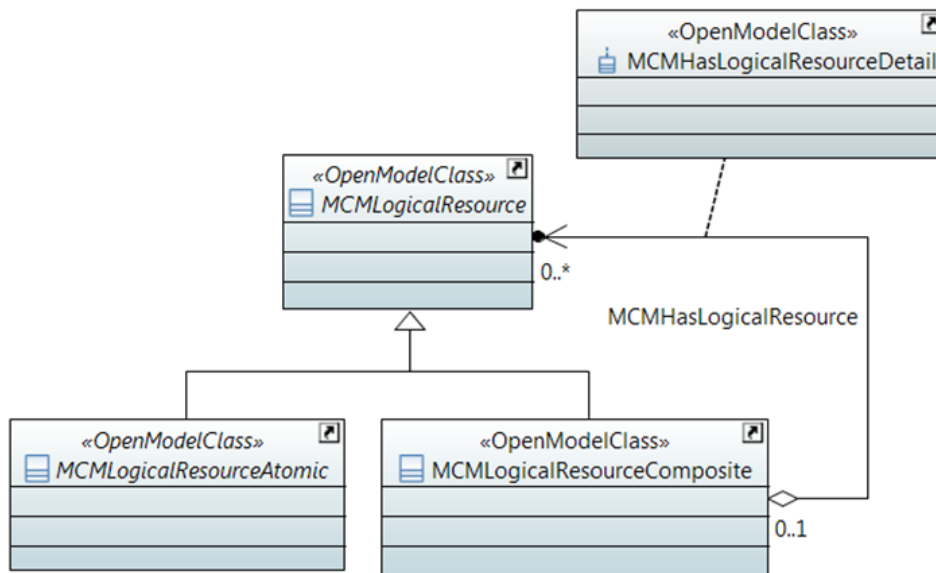 «OpenModelClass»
MCMHasLogicalResourceDetail
«OpenModelClass»
MCMLogicalResource
0..*
MCMHasLogicalResource
«OpenModelClass»
MCMLogicalResourceAtomic
«OpenModelClass»
MCMLogicalResourceComposite
0..1